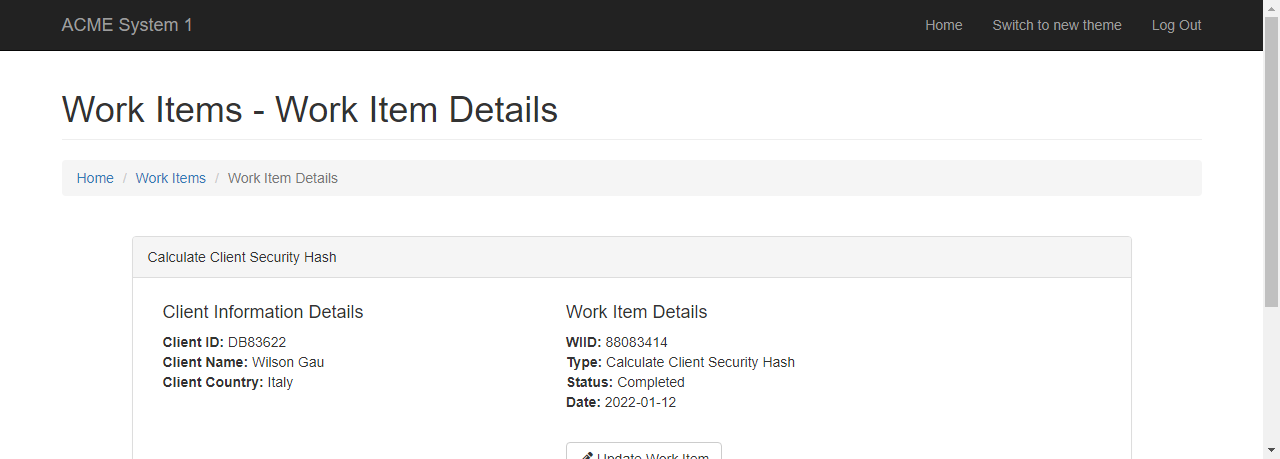 ACME System 1
Home
Switch to new theme
Log Out
Work Items - Work Item Details
Home / Work Items / Work Item Details
Calculate Client Security Hash
Client Information Details
Client ID: DB83622
Client Name: Wilson Gau
Client Country: Italy
Work Item Details
WIID: 88083414
Type: Calculate Client Security Hash
Status: Completed
Date: 2022-01-12
Update Work Item